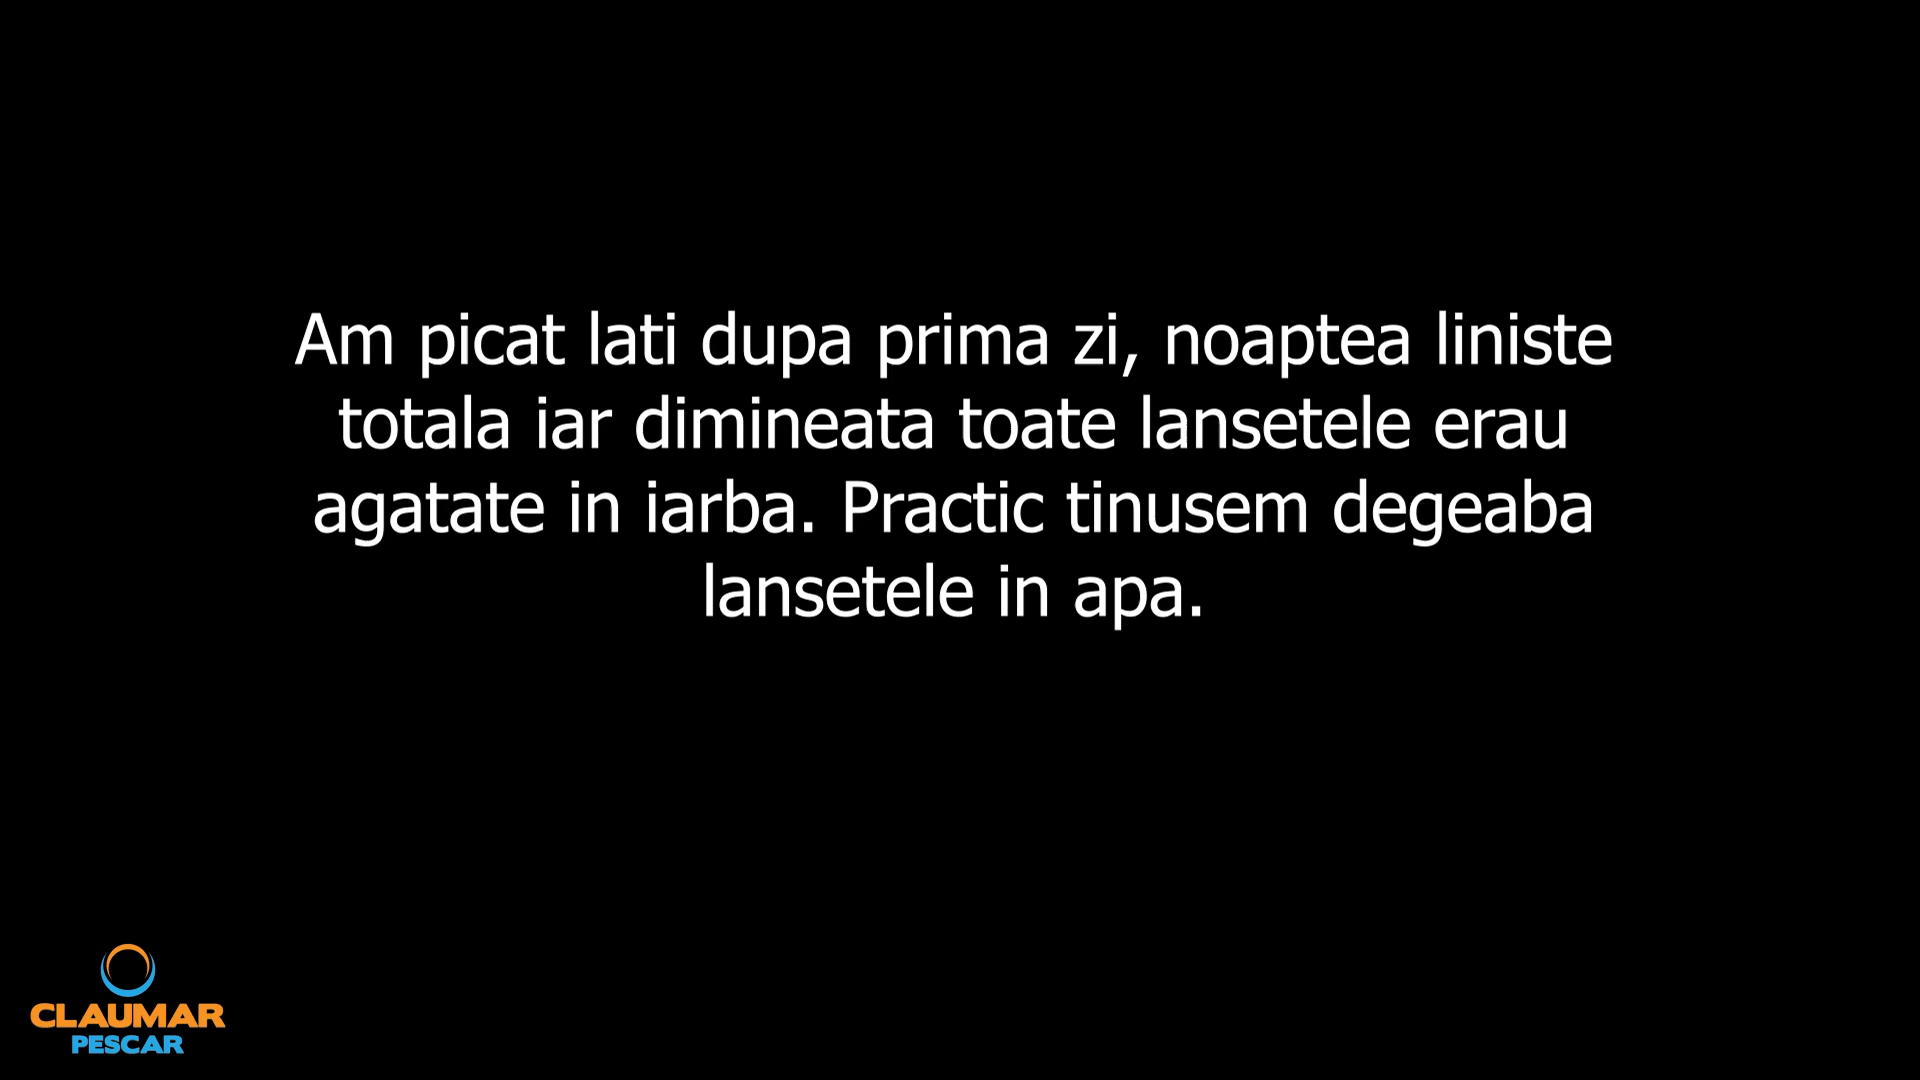 Am picat lati dupa prima zi, noaptea liniste
totala iar dimineata toate lansetele erau
agatate in iarba. Practic tinusem degeaba
lansetele in apa.
CLAUMAR
PESCAR